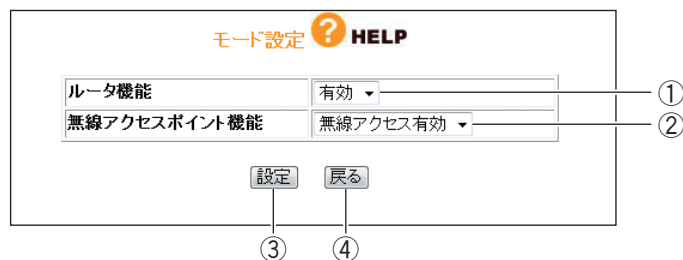 モード設定 ? HELP
ルータ機能 有効 ①
無線アクセスポイント機能 無線アクセス有効 ②
設定 戻る
③ ④